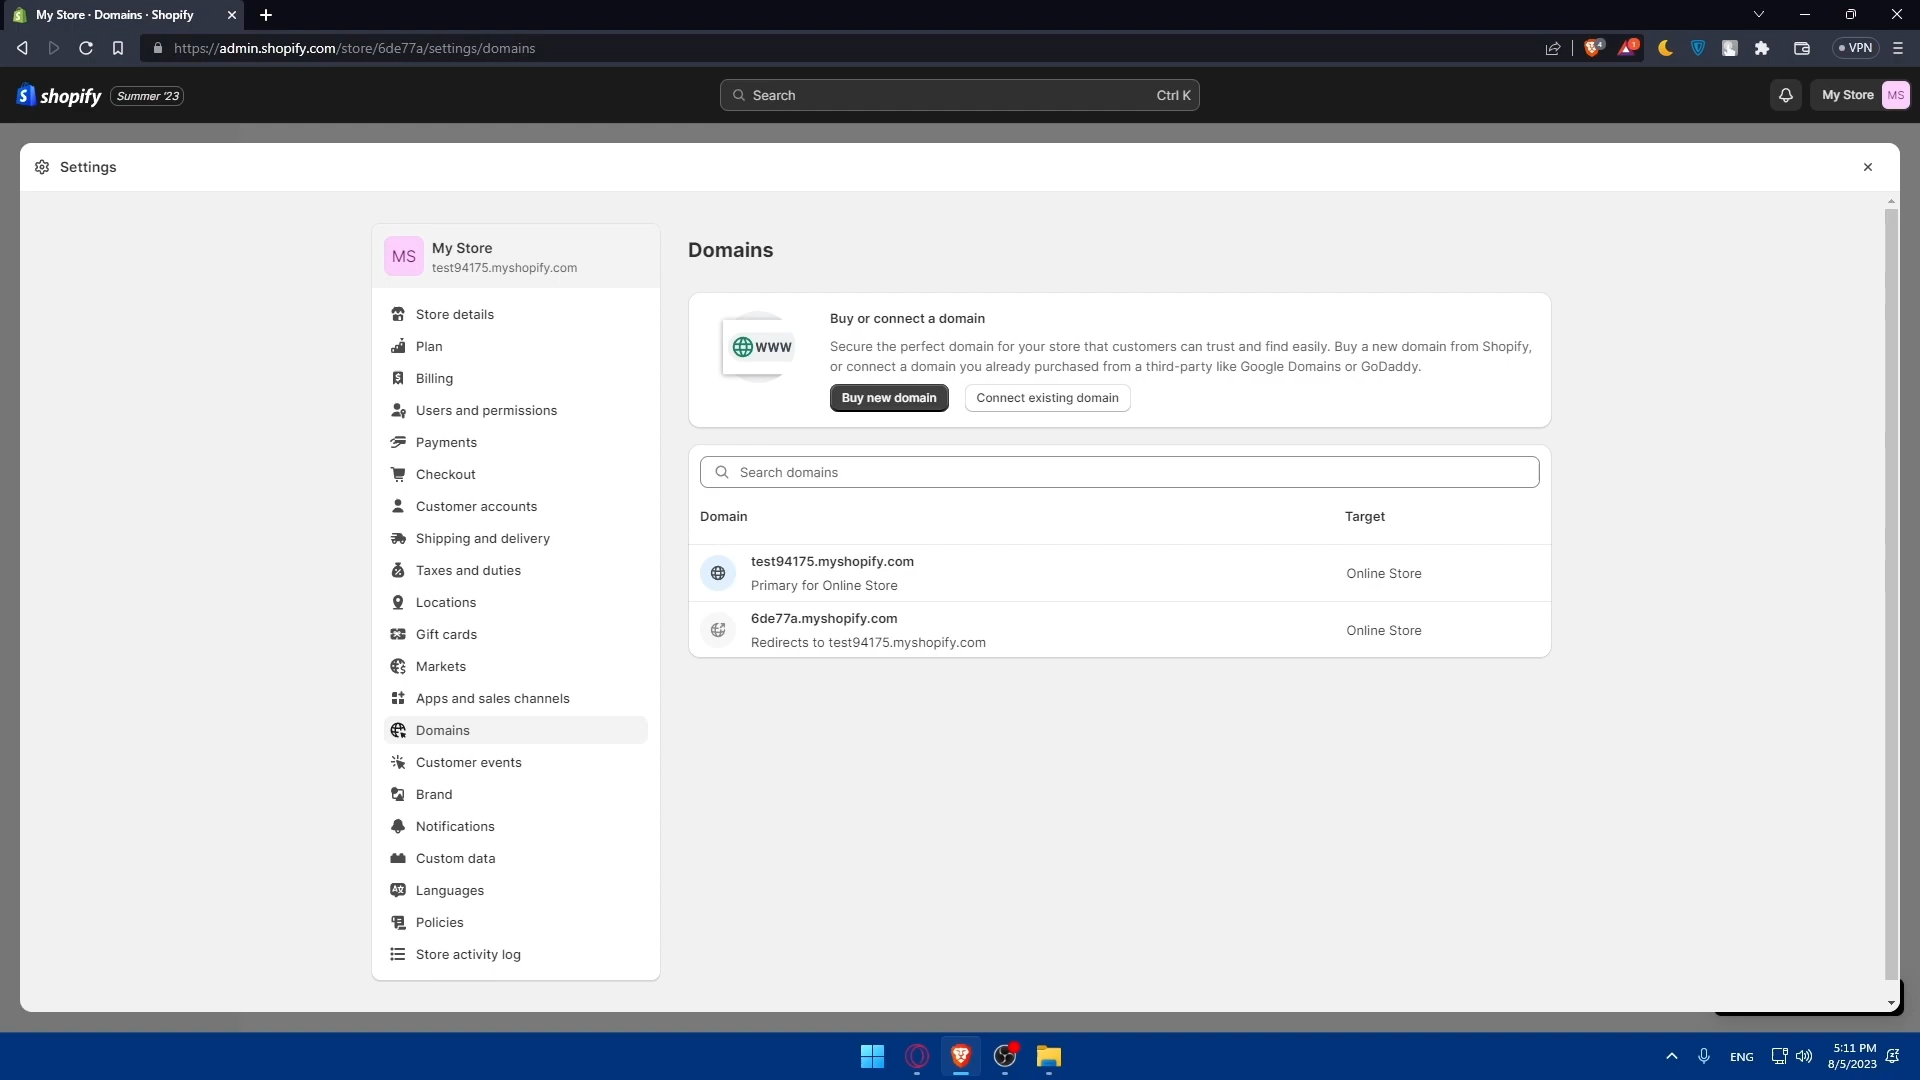 My Store · Domains · Shopify
https://admin.shopify.com/store/6de77a/settings/domains
4
1
VPN
shopify
Summer '23
Search
Ctrl K
My Store
MS
Settings
MS
My Store
test94175.myshopify.com
Store details
Plan
Billing
Users and permissions
Payments
Checkout
Customer accounts
Shipping and delivery
Taxes and duties
Locations
Gift cards
Markets
Apps and sales channels
Domains
Customer events
Brand
Notifications
Custom data
Languages
Policies
Store activity log
Domains
WWW
Buy or connect a domain
Secure the perfect domain for your store that customers can trust and find easily. Buy a new domain from Shopify,
or connect a domain you already purchased from a third-party like Google Domains or GoDaddy.
Buy new domain
Connect existing domain
Search domains
Domain
Target
test94175.myshopify.com
Primary for Online Store
Online Store
6de77a.myshopify.com
Redirects to test94175.myshopify.com
Online Store
ENG
5:11 PM
8/5/2023